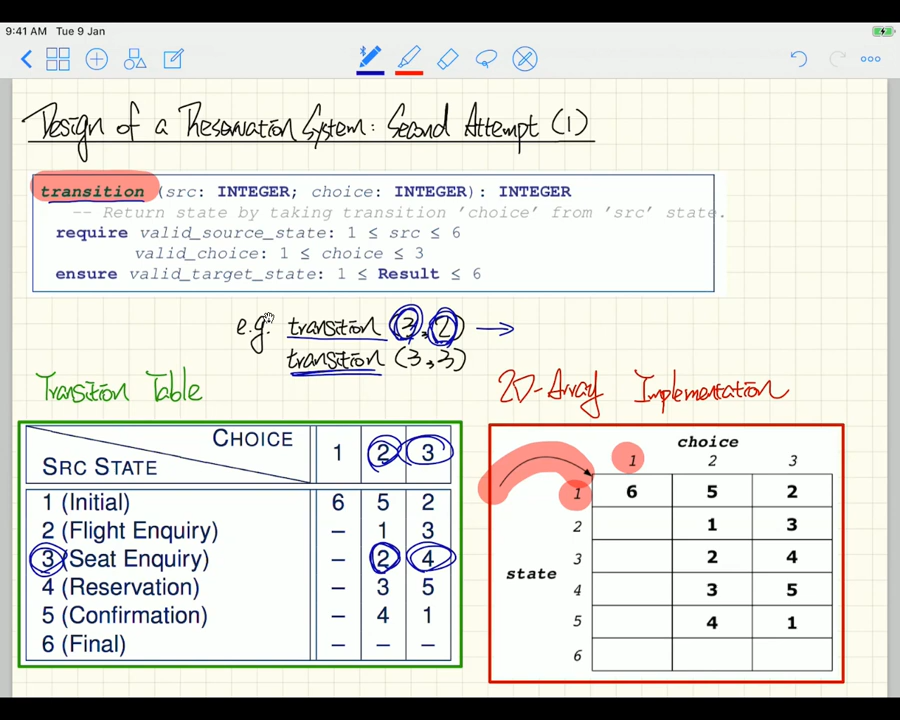 9:41 AM Tue 9 Jan
Design of a Reservation System: Second Attempt (1)
transition (src: INTEGER; choice: INTEGER): INTEGER
-- Return state by taking transition 'choice' from 'src' state.
require valid_source_state: 1 ≤ src ≤ 6
valid_choice: 1 ≤ choice ≤ 3
ensure valid_target_state: 1 ≤ Result ≤ 6
e.g. transition (3, 2) →
transition (3, 3)
Transition Table
2D-Array Implementation
CHOICE
SRC STATE
1 2 3
1 (Initial) 6 5 2
2 (Flight Enquiry) – 1 3
3 (Seat Enquiry) – 2 4
4 (Reservation) – 3 5
5 (Confirmation) – 4 1
6 (Final) – – –
choice
1 2 3
1 6 5 2
2 1 3
3 2 4
state
4 3 5
5 4 1
6